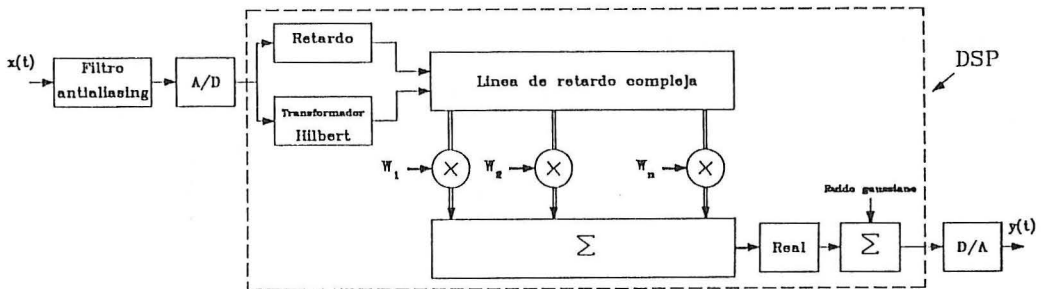 x(t)
Filtro
antialiasing
A/D
Retardo
Transformador
Hilbert
Linea de retardo compleja
DSP
W₁
W₂
Wₙ
×
×
×
Σ
Real
Ruido gaussiano
Σ
D/A
y(t)